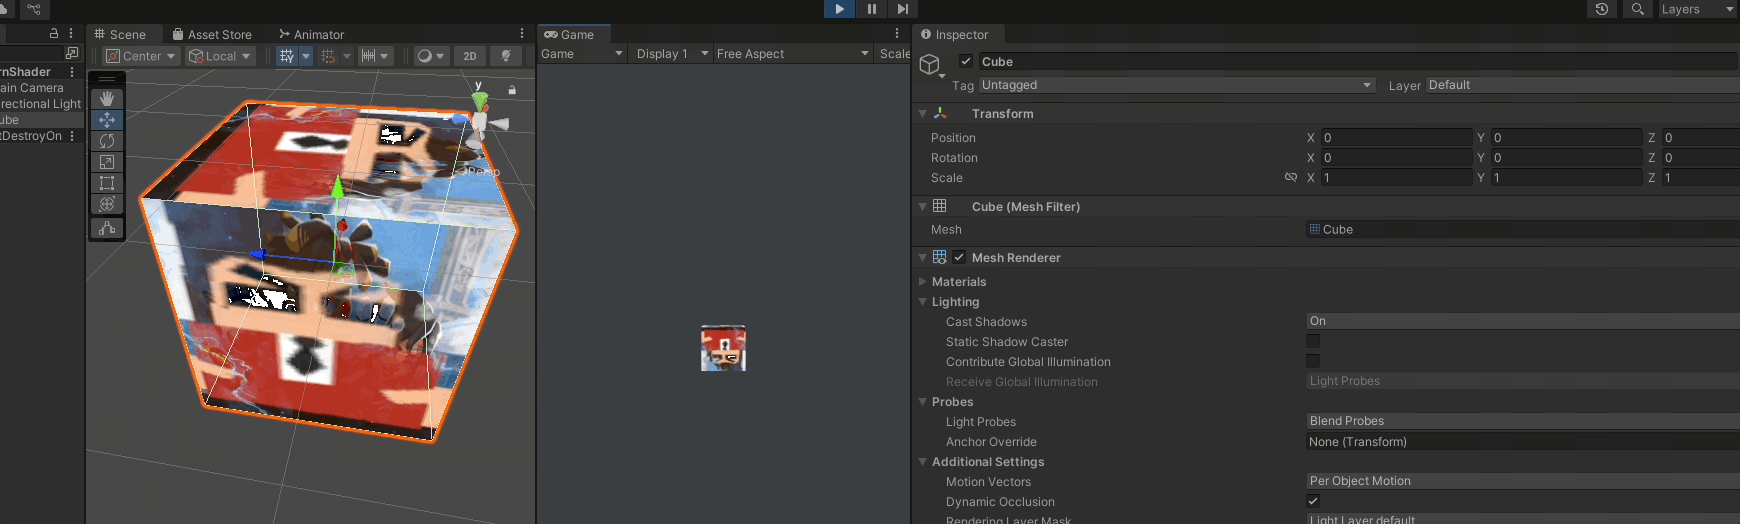 Layers
Scene
Asset Store
Animator
Game
Inspector
Center
Local
2D
Game
Display 1
Free Aspect
Scale
Cube
Tag
Untagged
Layer
Default
rnShader
ain Camera
rectional Light
ube
tDestroyOn
y
Persp
Transform
Position
X
0
Y
0
Z
0
Rotation
X
0
Y
0
Z
0
Scale
X
1
Y
1
Z
1
Cube (Mesh Filter)
Mesh
Cube
Mesh Renderer
Materials
Lighting
Cast Shadows
On
Static Shadow Caster
Contribute Global Illumination
Receive Global Illumination
Light Probes
Probes
Light Probes
Blend Probes
Anchor Override
None (Transform)
Additional Settings
Motion Vectors
Per Object Motion
Dynamic Occlusion
Rendering Layer Mask
Light Layer default